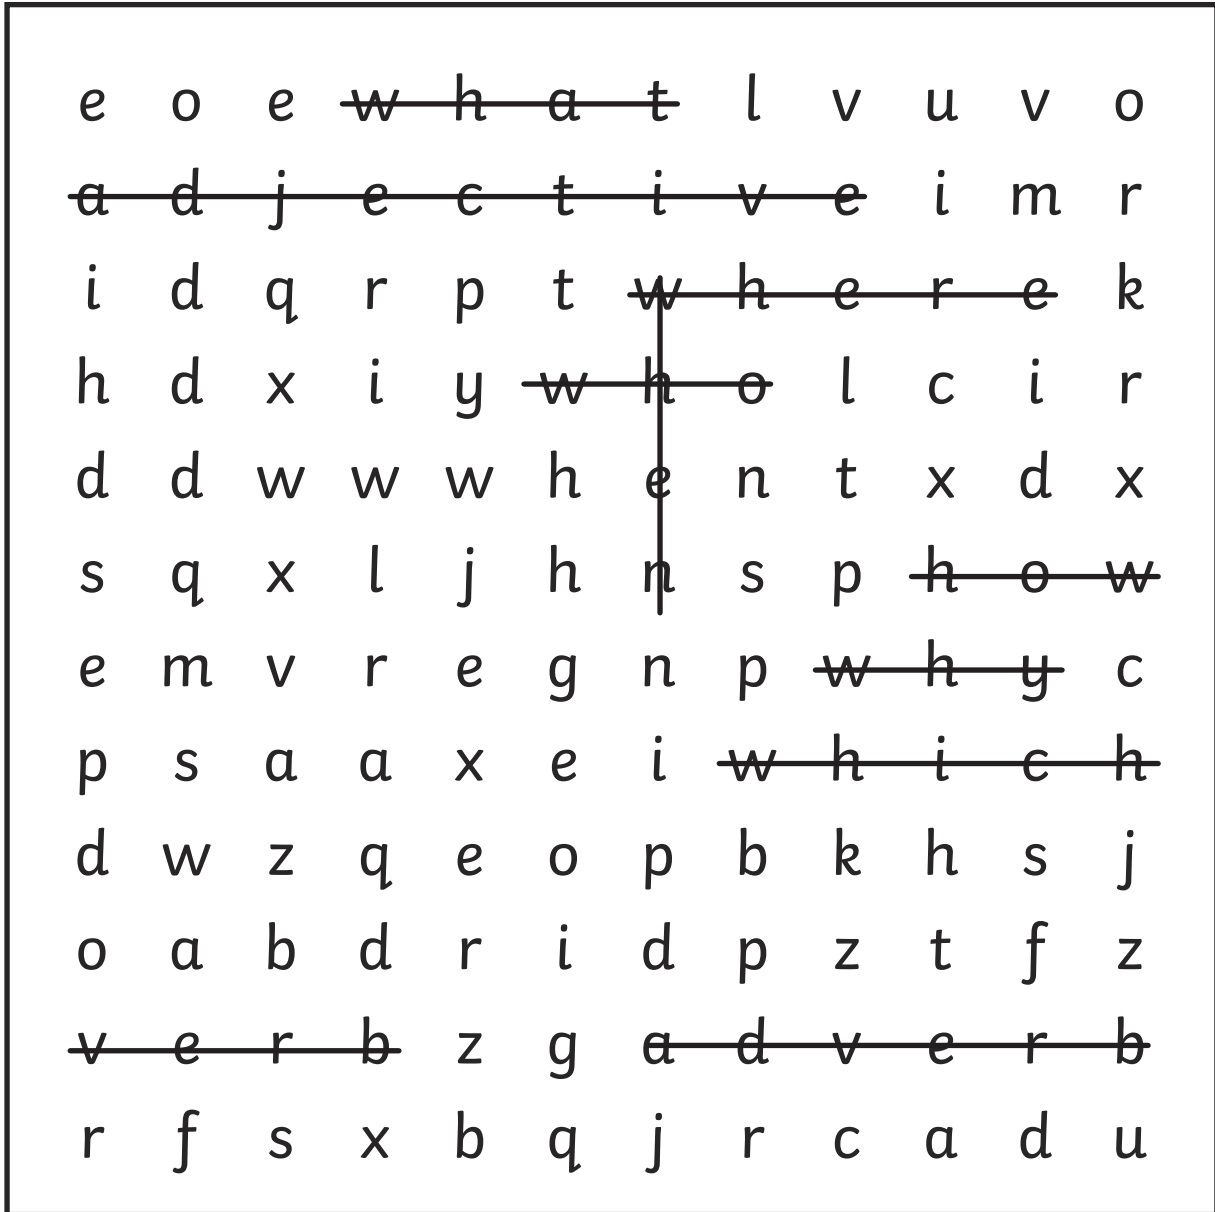 e o e w h a t l v u v o
a d j e c t i v e i m r
i d q r p t w h e r e k
h d x i y w h o l c i r
d d w w w h e n t x d x
s q x l j h n s p h o w
e m v r e g n p w h y c
p s a a x e i w h i c h
d w z q e o p b k h s j
o a b d r i d p z t f z
v e r b z g a d v e r b
r f s x b q j r c a d u